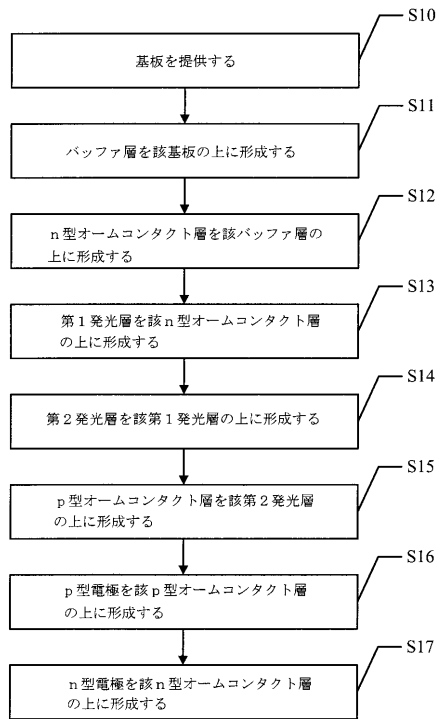 S10
基板を提供する
S11
バッファ層を該基板の上に形成する
S12
n型オームコンタクト層を該バッファ層の
上に形成する
S13
第1発光層を該n型オームコンタクト層
の上に形成する
S14
第2発光層を該第1発光層の上に形成する
S15
p型オームコンタクト層を該第2発光層
の上に形成する
S16
p型電極を該p型オームコンタクト層
の上に形成する
S17
n型電極を該n型オームコンタクト層
の上に形成する